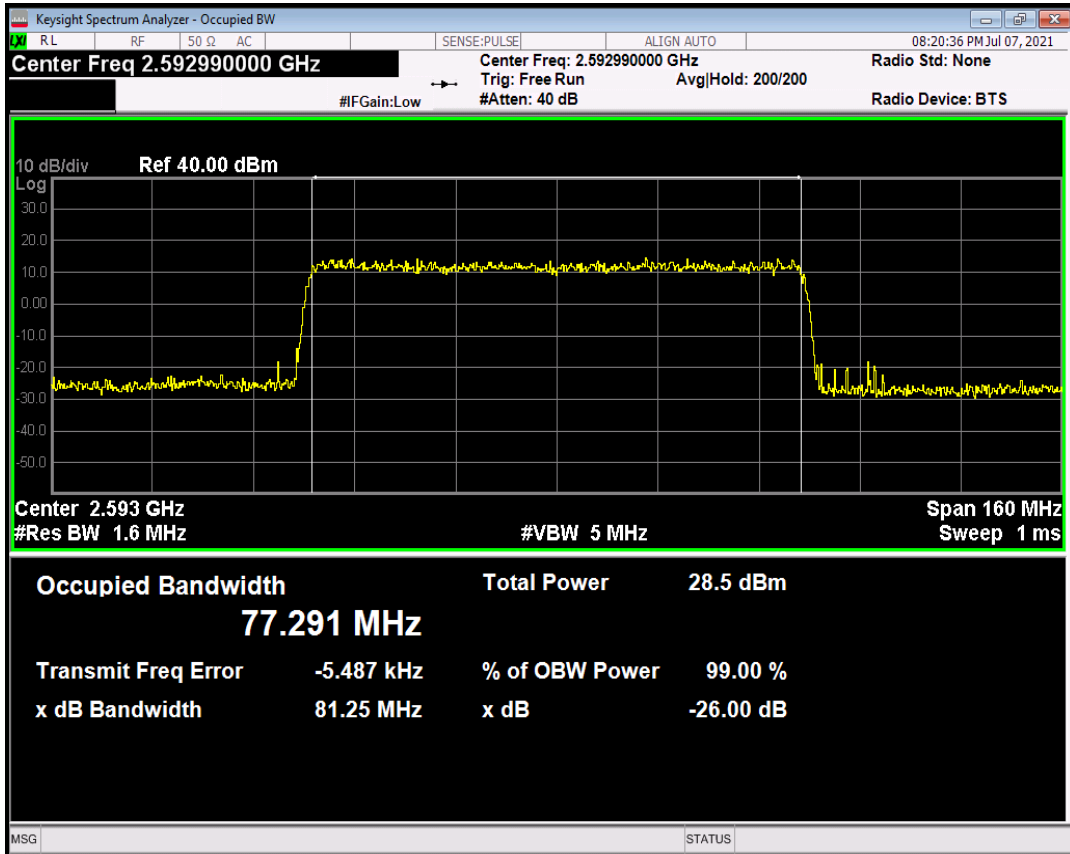 Keysight Spectrum Analyzer - Occupied BW
LXI RL RF 50 Ω AC SENSE:PULSE ALIGN AUTO 08:20:36 PM Jul 07, 2021
Center Freq 2.592990000 GHz Center Freq: 2.592990000 GHz Radio Std: None
Trig: Free Run Avg|Hold: 200/200
#IFGain:Low #Atten: 40 dB Radio Device: BTS
10 dB/div Ref 40.00 dBm
Log
30.0
20.0
10.0
0.00
-10.0
-20.0
-30.0
-40.0
-50.0
Center 2.593 GHz Span 160 MHz
#Res BW 1.6 MHz #VBW 5 MHz Sweep 1 ms
Occupied Bandwidth Total Power 28.5 dBm
77.291 MHz
Transmit Freq Error -5.487 kHz % of OBW Power 99.00 %
x dB Bandwidth 81.25 MHz x dB -26.00 dB
MSG STATUS